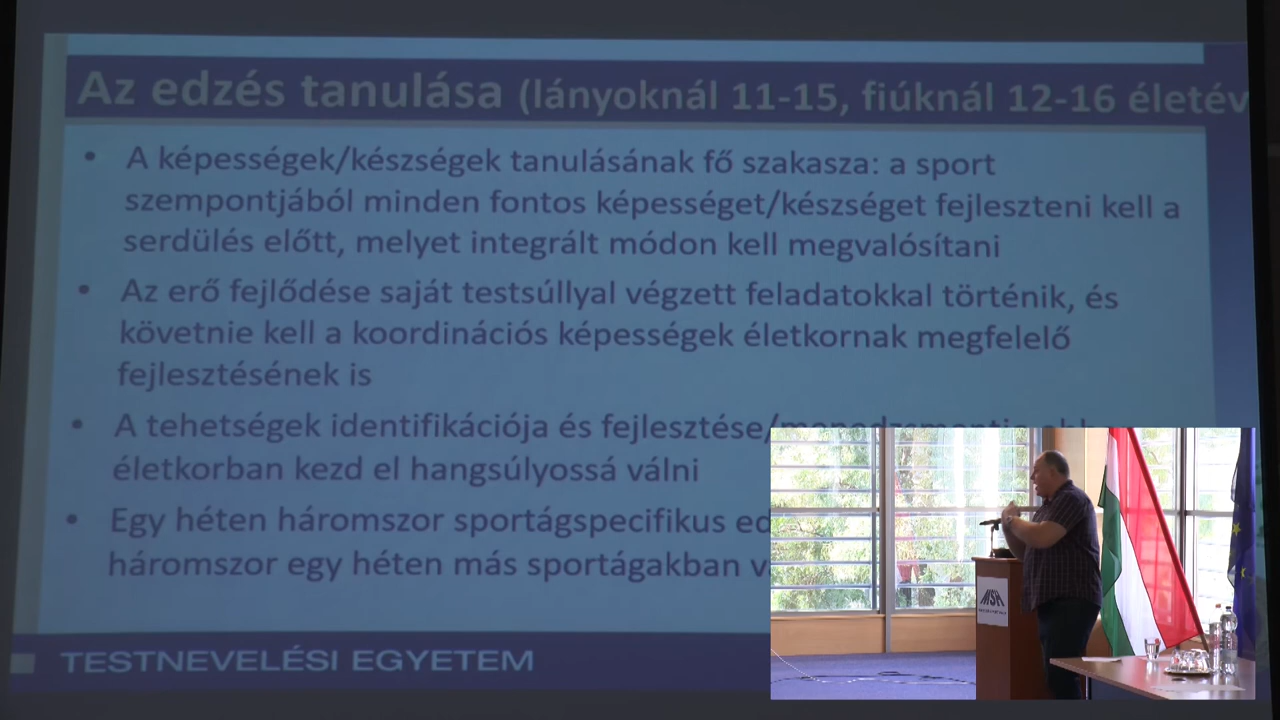 Az edzés tanulása (lányoknál 11-15, fiúknál 12-16 életév
• A képességek/készségek tanulásának fő szakasza: a sport
szempontjából minden fontos képességet/készséget fejleszteni kell a
serdülés előtt, melyet integrált módon kell megvalósítani
• Az erő fejlődése saját testsúllyal végzett feladatokkal történik, és
követnie kell a koordinációs képességek életkornak megfelelő
fejlesztésének is
• A tehetségek identifikációja és fejlesztése/
életkorban kezd el hangsúlyossá válni
• Egy héten háromszor sportágspecifikus ed
háromszor egy héten más sportágakban v
TESTNEVELÉSI EGYETEM